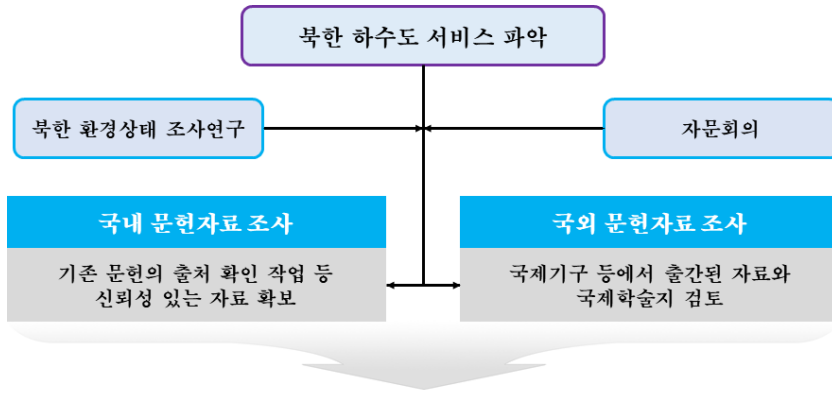 북한 하수도 서비스 파악
북한 환경상태 조사연구
자문회의
국내 문헌자료 조사
기존 문헌의 출처 확인 작업 등
신뢰성 있는 자료 확보
국외 문헌자료 조사
국제기구 등에서 출간된 자료와
국제학술지 검토